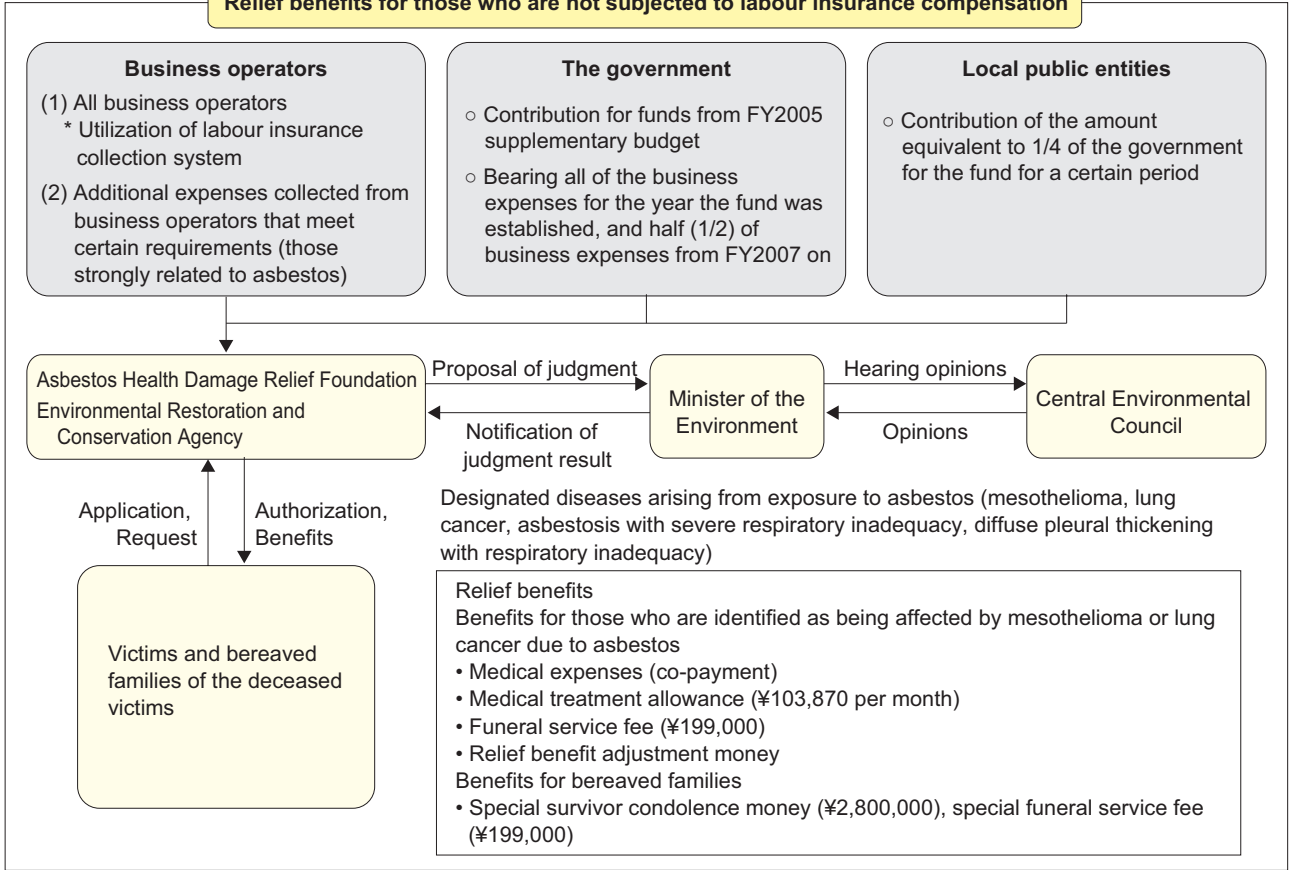 Relief benefits for those who are not subjected to labour insurance compensation
Business operators
(1) All business operators
* Utilization of labour insurance
collection system
(2) Additional expenses collected from
business operators that meet
certain requirements (those
strongly related to asbestos)
The government
○ Contribution for funds from FY2005
supplementary budget
○ Bearing all of the business
expenses for the year the fund was
established, and half (1/2) of
business expenses from FY2007 on
Local public entities
○ Contribution of the amount
equivalent to 1/4 of the government
for the fund for a certain period
Asbestos Health Damage Relief Foundation
Environmental Restoration and
Conservation Agency
Proposal of judgment
Notification of
judgment result
Minister of the
Environment
Hearing opinions
Opinions
Central Environmental
Council
Application,
Request
Authorization,
Benefits
Victims and bereaved
families of the deceased
victims
Designated diseases arising from exposure to asbestos (mesothelioma, lung
cancer, asbestosis with severe respiratory inadequacy, diffuse pleural thickening
with respiratory inadequacy)
Relief benefits
Benefits for those who are identified as being affected by mesothelioma or lung
cancer due to asbestos
• Medical expenses (co-payment)
• Medical treatment allowance (¥103,870 per month)
• Funeral service fee (¥199,000)
• Relief benefit adjustment money
Benefits for bereaved families
• Special survivor condolence money (¥2,800,000), special funeral service fee
(¥199,000)